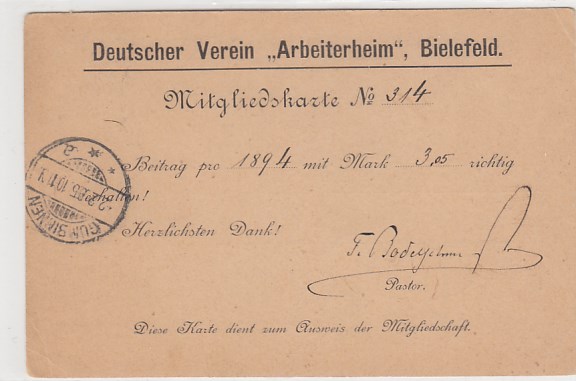 Deutscher Verein „Arbeiterheim“, Bielefeld.
Mitgliedskarte No 314
Beitrag pro 1894 mit Mark 3,05 richtig
erhalten!
Herzlichsten Dank!
F. Bodelschwingh
Pastor.
Diese Karte dient zum Ausweis der Mitgliedschaft.
GUMBINNEN